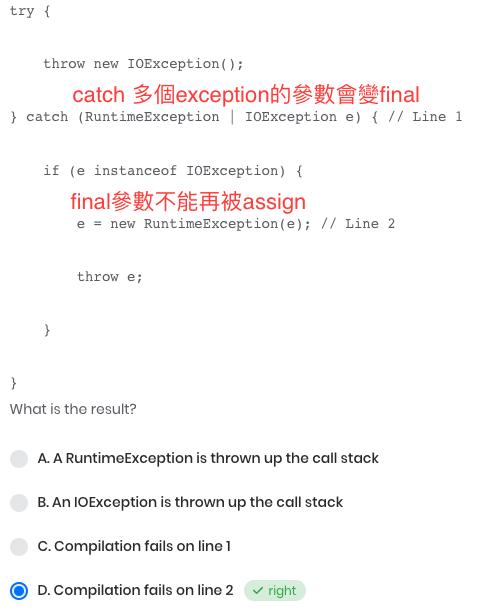 try {
throw new IOException();
catch 多個exception的參數會變final
} catch (RuntimeException | IOException e) { // Line 1
if (e instanceof IOException) {
final參數不能再被assign
e = new RuntimeException(e); // Line 2
throw e;
}
}
What is the result?
A. A RuntimeException is thrown up the call stack
B. An IOException is thrown up the call stack
C. Compilation fails on line 1
D. Compilation fails on line 2 ✓ right